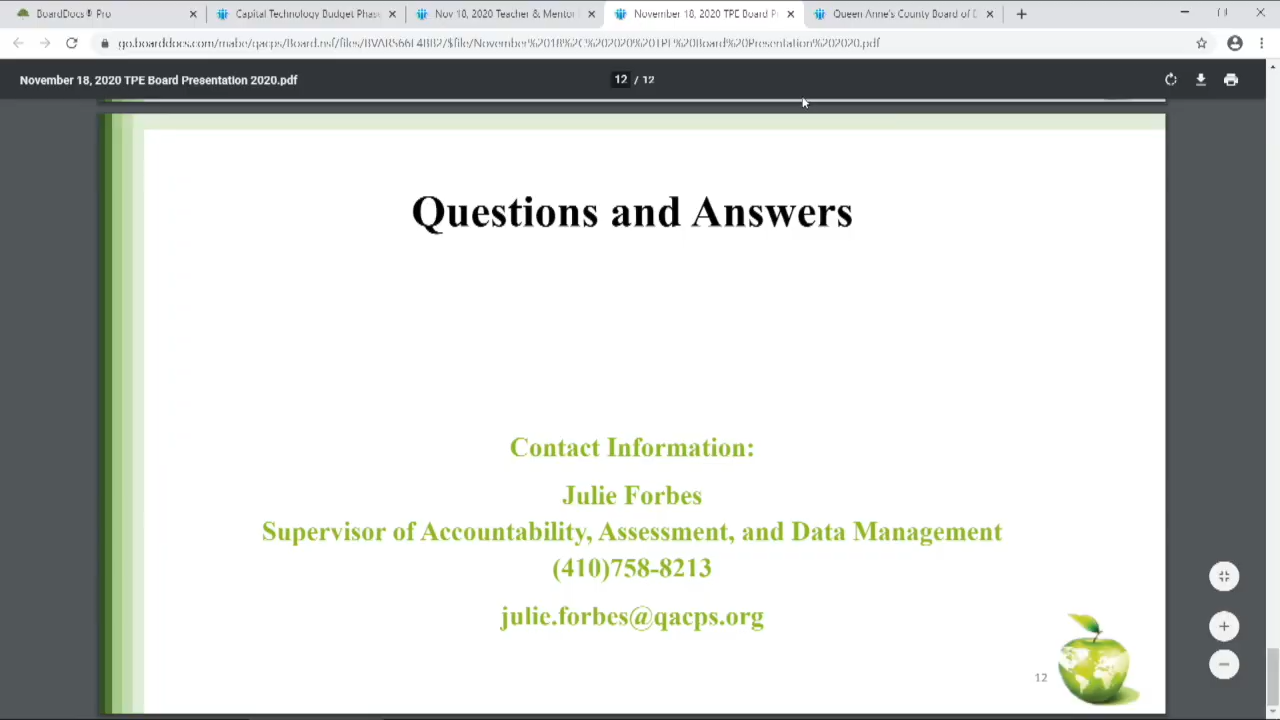 BoardDocs® Pro
Capital Technology Budget Phas
Nov 18, 2020 Teacher & Mentor
November 18, 2020 TPE Board P
Queen Anne's County Board of
November 18, 2020 TPE Board Presentation 2020.pdf
12 / 12
Questions and Answers
Contact Information:
Julie Forbes
Supervisor of Accountability, Assessment, and Data Management
(410)758-8213
julie.forbes@qacps.org
12